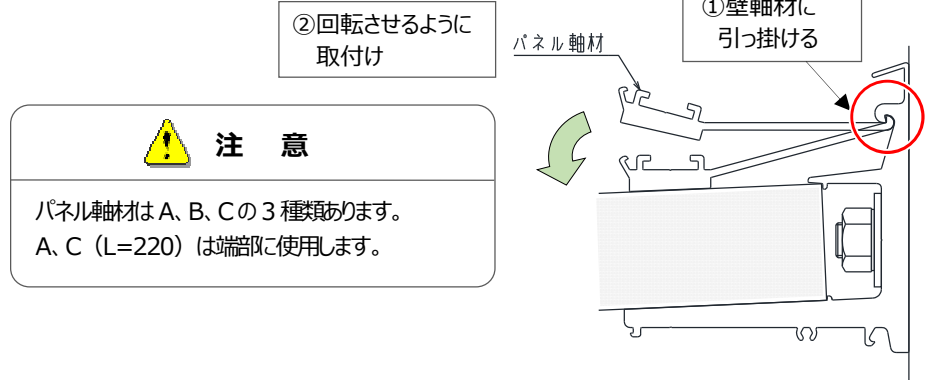 ②回転させるように
取付け
パネル軸材
①壁軸材に
引っ掛ける
注 意
パネル軸材は A、B、C の 3 種類あります。
A、C（L=220）は端部に使用します。